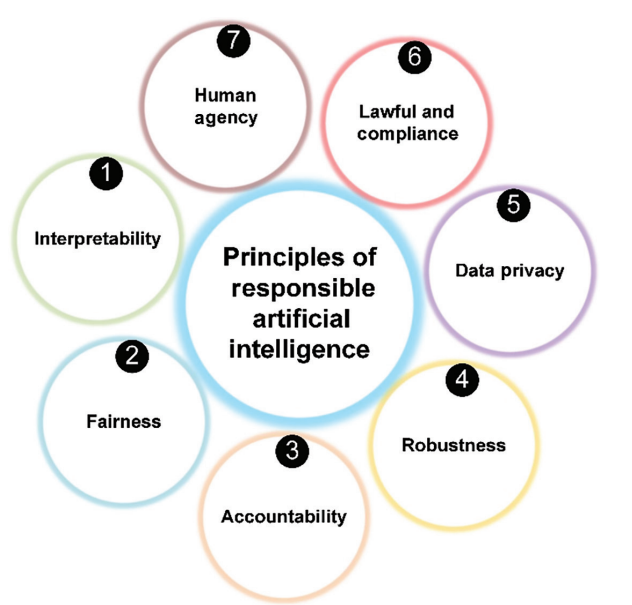 Principles of
responsible
artificial
intelligence
1
Interpretability
2
Fairness
3
Accountability
4
Robustness
5
Data privacy
6
Lawful and
compliance
7
Human
agency